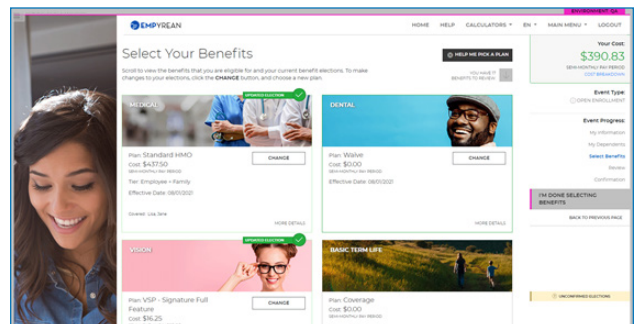 ENVIRONMENT: QA
EMPYREAN
HOME HELP CALCULATORS EN MAIN MENU LOGOUT
Select Your Benefits
HELP ME PICK A PLAN
Scroll to view the benefits that you are eligible for and your current benefit elections. To make
changes to your elections, click the CHANGE button, and choose a new plan.
YOU HAVE 17
BENEFITS TO REVIEW
Your Cost:
$390.83
SEMI-MONTHLY PAY PERIOD
COST BREAKDOWN
Event Type:
OPEN ENROLLMENT
Event Progress:
My Information
My Dependents
Select Benefits
Review
Confirmation
I'M DONE SELECTING
BENEFITS
BACK TO PREVIOUS PAGE
UNCONFIRMED ELECTIONS
UPDATED ELECTION
MEDICAL
Plan: Standard HMO
Cost: $437.50
SEMI-MONTHLY PAY PERIOD
CHANGE
Tier: Employee + Family
Effective Date: 06/01/2021
Covered: Lisa, Jane
MORE DETAILS
DENTAL
Plan: Waive
Cost: $0.00
SEMI-MONTHLY PAY PERIOD
CHANGE
Effective Date: 06/01/2021
MORE DETAILS
UPDATED ELECTION
VISION
Plan: VSP - Signature Full
Feature
Cost: $16.25
CHANGE
BASIC TERM LIFE
Plan: Coverage
Cost: $0.00
SEMI-MONTHLY PAY PERIOD
CHANGE